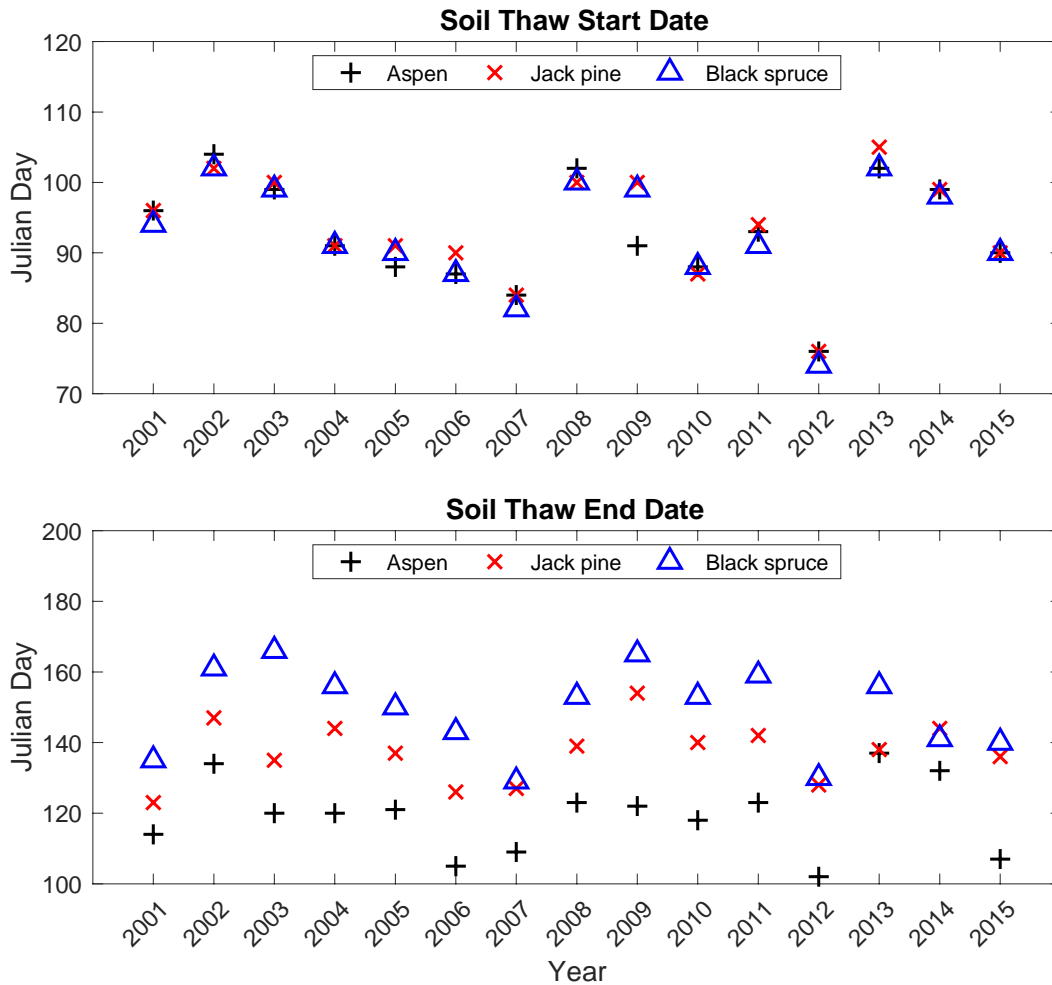 Soil Thaw Start Date
120
Aspen Jack pine Black spruce
110
100
90
80
70
Julian Day
2001 2002 2003 2004 2005 2006 2007 2008 2009 2010 2011 2012 2013 2014 2015
Soil Thaw End Date
200
Aspen Jack pine Black spruce
180
160
140
120
100
Julian Day
2001 2002 2003 2004 2005 2006 2007 2008 2009 2010 2011 2012 2013 2014 2015
Year